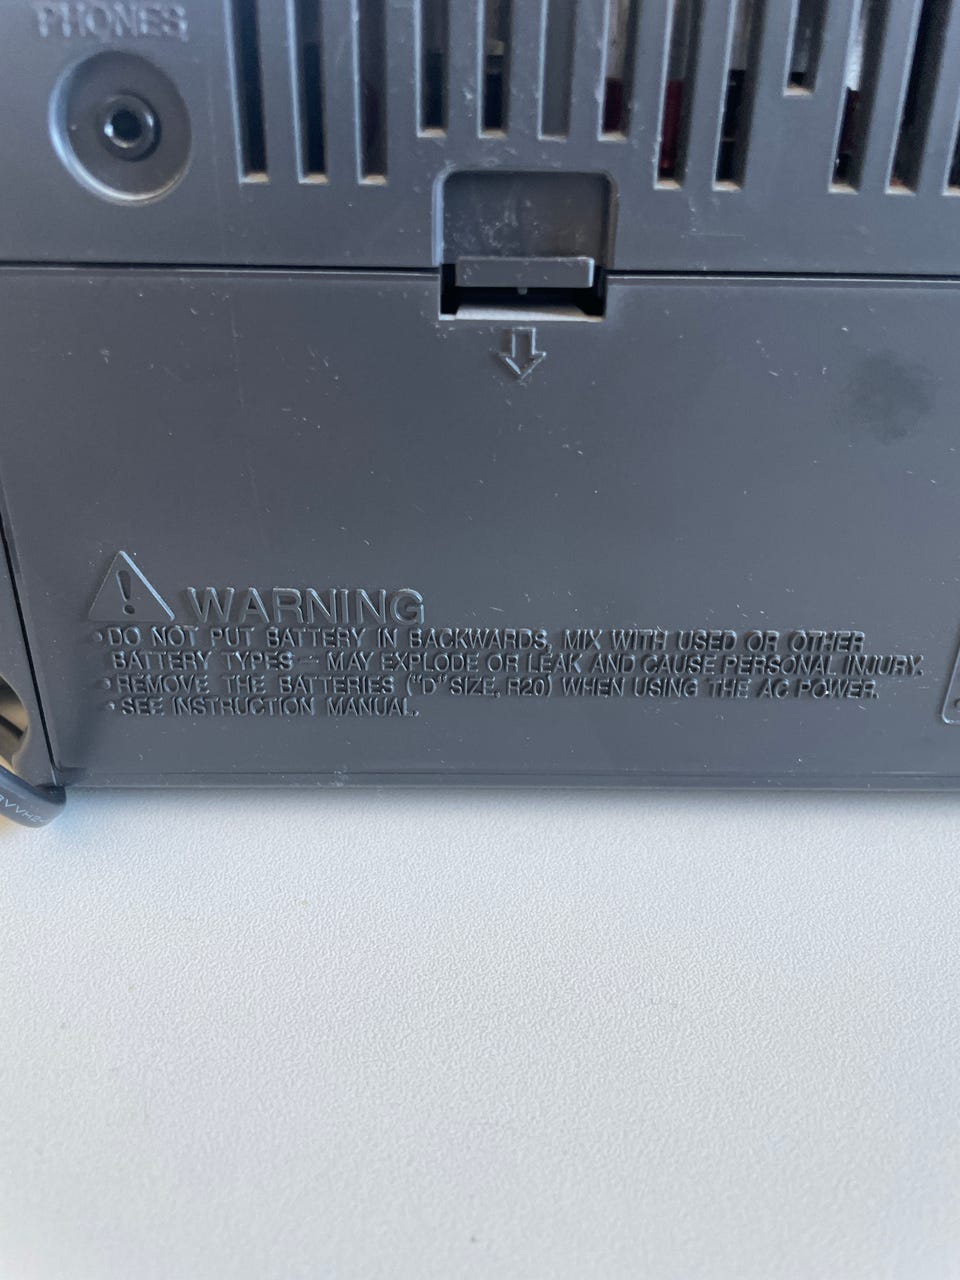 PHONES
WARNING
•DO NOT PUT BATTERY IN BACKWARDS, MIX WITH USED OR OTHER
BATTERY TYPES — MAY EXPLODE OR LEAK AND CAUSE PERSONAL INJURY.
•REMOVE THE BATTERIES ("D" SIZE, R20) WHEN USING THE AC POWER.
•SEE INSTRUCTION MANUAL.